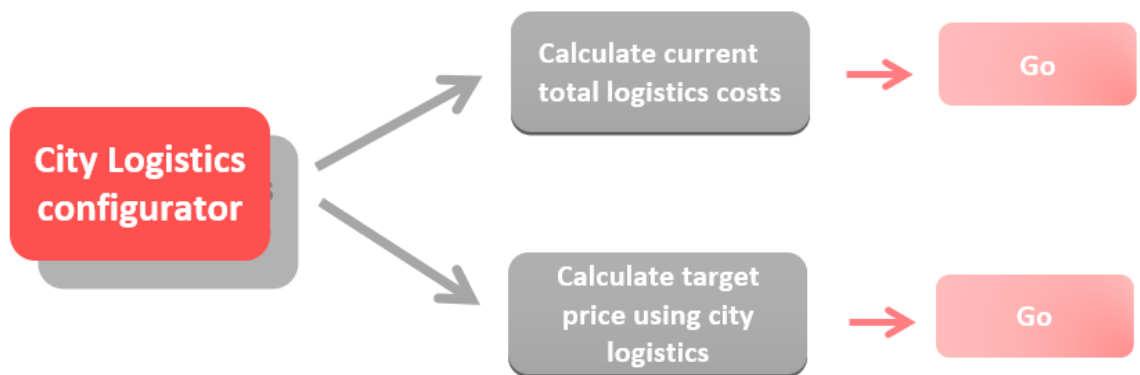 City Logistics
configurator
Calculate current
total logistics costs
Go
Calculate target
price using city
logistics
Go